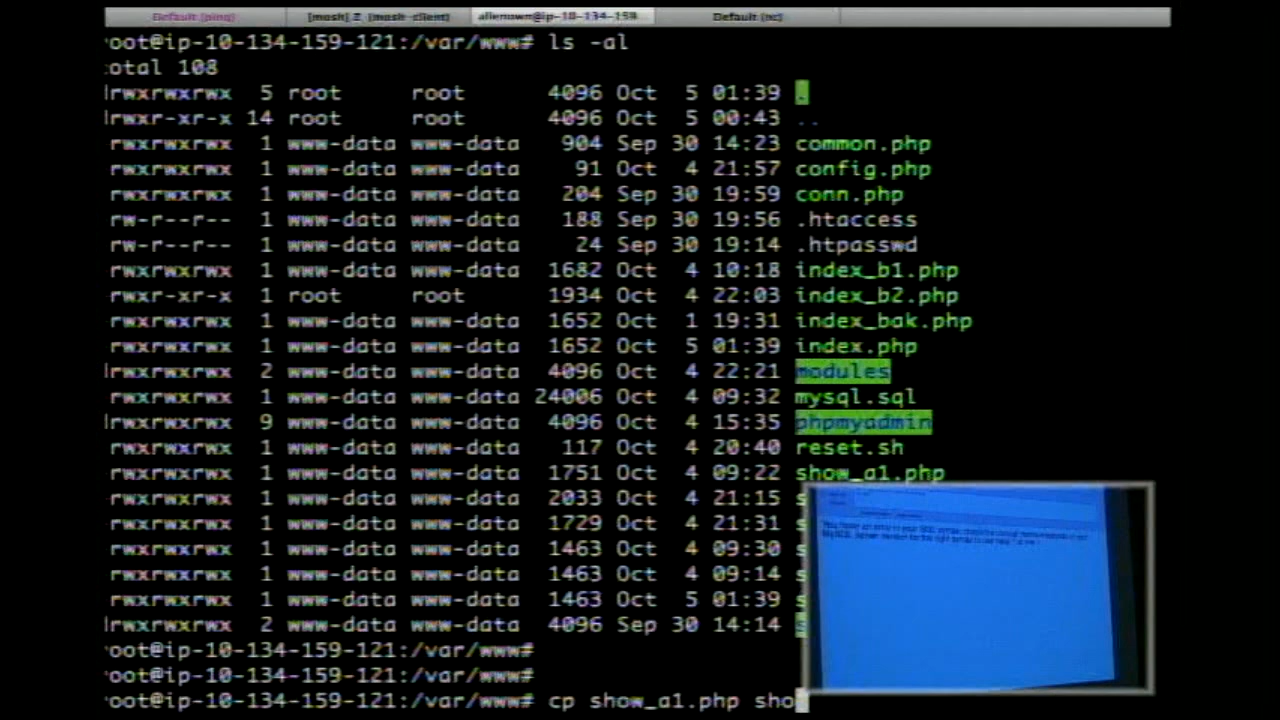 Default (ping) [mosh] Z (mosh-client) allenown@ip-10-134-159... Default (nc)
oot@ip-10-134-159-121:/var/www# ls -al
otal 108
rwxrwxrwx 5 root root 4096 Oct 5 01:39 .
rwxr-xr-x 14 root root 4096 Oct 5 00:43 ..
rwxrwxrwx 1 www-data www-data 904 Sep 30 14:23 common.php
rwxrwxrwx 1 www-data www-data 91 Oct 4 21:57 config.php
rwxrwxrwx 1 www-data www-data 204 Sep 30 19:59 conn.php
rw-r--r-- 1 www-data www-data 188 Sep 30 19:56 .htaccess
rw-r--r-- 1 www-data www-data 24 Sep 30 19:14 .htpasswd
rwxrwxrwx 1 www-data www-data 1682 Oct 4 10:18 index_b1.php
rwxr-xr-x 1 root root 1934 Oct 4 22:03 index_b2.php
rwxrwxrwx 1 www-data www-data 1652 Oct 1 19:31 index_bak.php
rwxrwxrwx 1 www-data www-data 1652 Oct 5 01:39 index.php
rwxrwxrwx 2 www-data www-data 4096 Oct 4 22:21 modules
rwxrwxrwx 1 www-data www-data 24006 Oct 4 09:32 mysql.sql
rwxrwxrwx 9 www-data www-data 4096 Oct 4 15:35 phpmyadmin
rwxrwxrwx 1 www-data www-data 117 Oct 4 20:40 reset.sh
rwxrwxrwx 1 www-data www-data 1751 Oct 4 09:22 show_a1.php
rwxrwxrwx 1 www-data www-data 2033 Oct 4 21:15 s
rwxrwxrwx 1 www-data www-data 1729 Oct 4 21:31 s
rwxrwxrwx 1 www-data www-data 1463 Oct 4 09:30 s
rwxrwxrwx 1 www-data www-data 1463 Oct 4 09:14 s
rwxrwxrwx 1 www-data www-data 1463 Oct 5 01:39 s
rwxrwxrwx 2 www-data www-data 4096 Sep 30 14:14
oot@ip-10-134-159-121:/var/www#
oot@ip-10-134-159-121:/var/www#
oot@ip-10-134-159-121:/var/www# cp show_a1.php sho